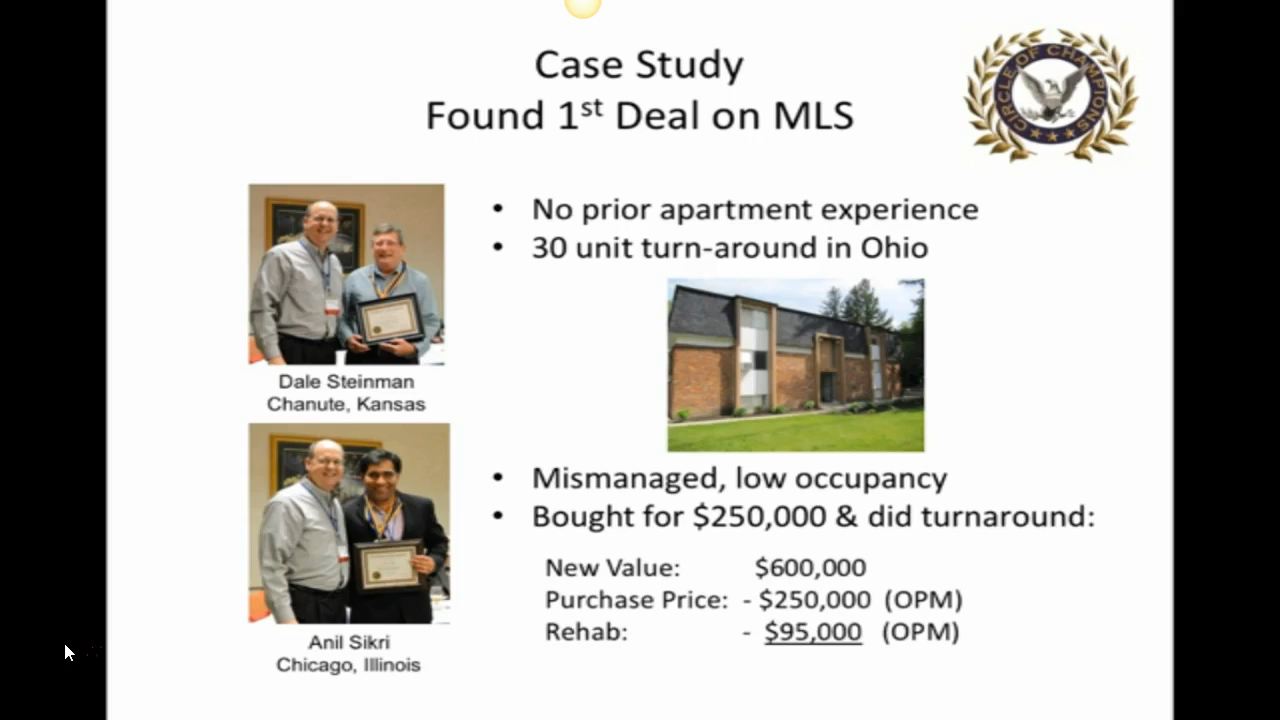 Case Study
Found 1st Deal on MLS
CIRCLE OF CHAMPIONS
• No prior apartment experience
• 30 unit turn-around in Ohio
Dale Steinman
Chanute, Kansas
• Mismanaged, low occupancy
• Bought for $250,000 & did turnaround:
New Value: $600,000
Purchase Price: - $250,000 (OPM)
Rehab: - $95,000 (OPM)
Anil Sikri
Chicago, Illinois